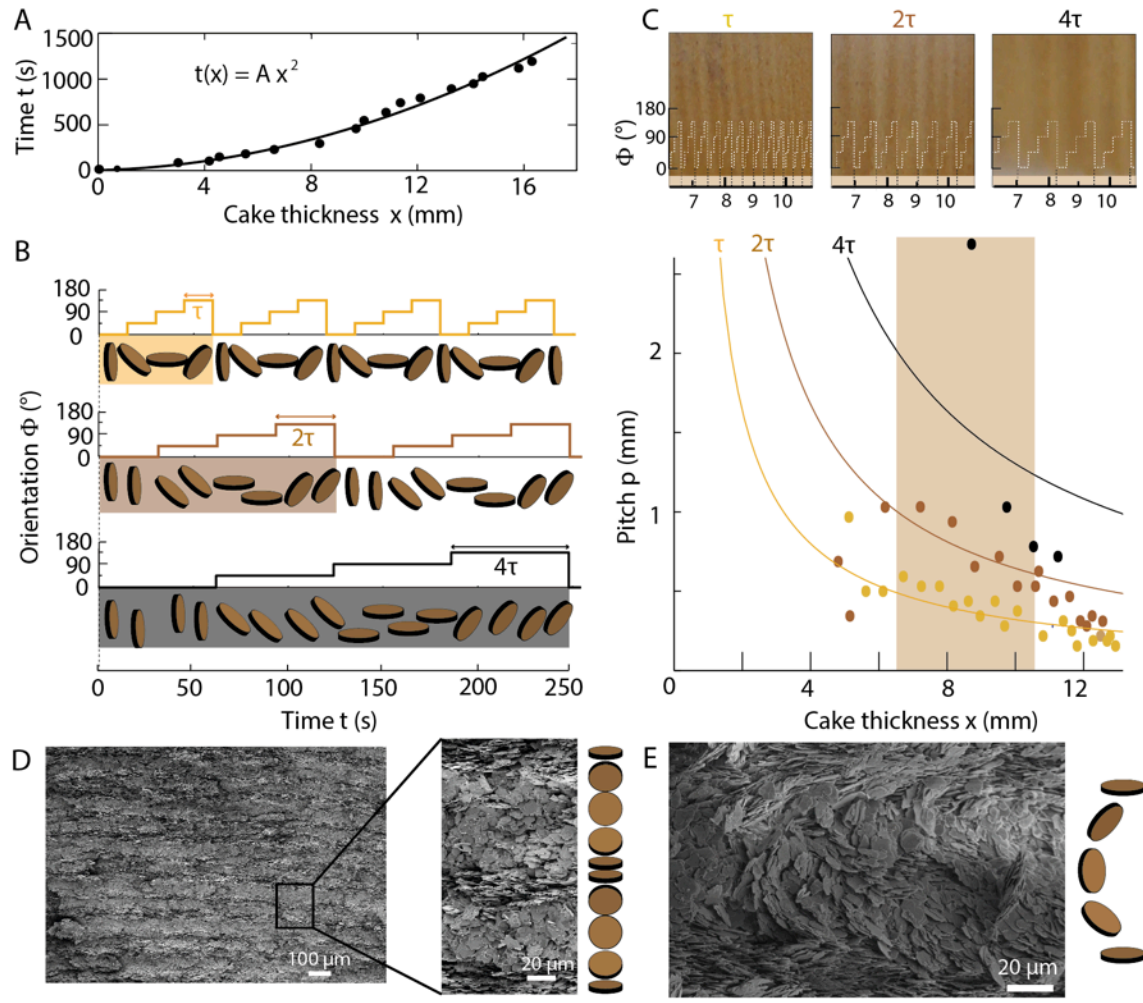 A
1500
1000
500
0
Time t (s)
t(x) = A x²
0 4 8 12 16
Cake thickness x (mm)
B
Orientation Φ (°)
180
90
0
τ
180
90
0
2τ
180
90
0
4τ
0 50 100 150 200 250
Time t (s)
C
τ 2τ 4τ
Φ (°)
180
90
0
7 8 9 10
7 8 9 10
7 8 9 10
τ 2τ 4τ
Pitch p (mm)
2
1
0 4 8 12
Cake thickness x (mm)
D
100 µm
20 µm
E
20 µm